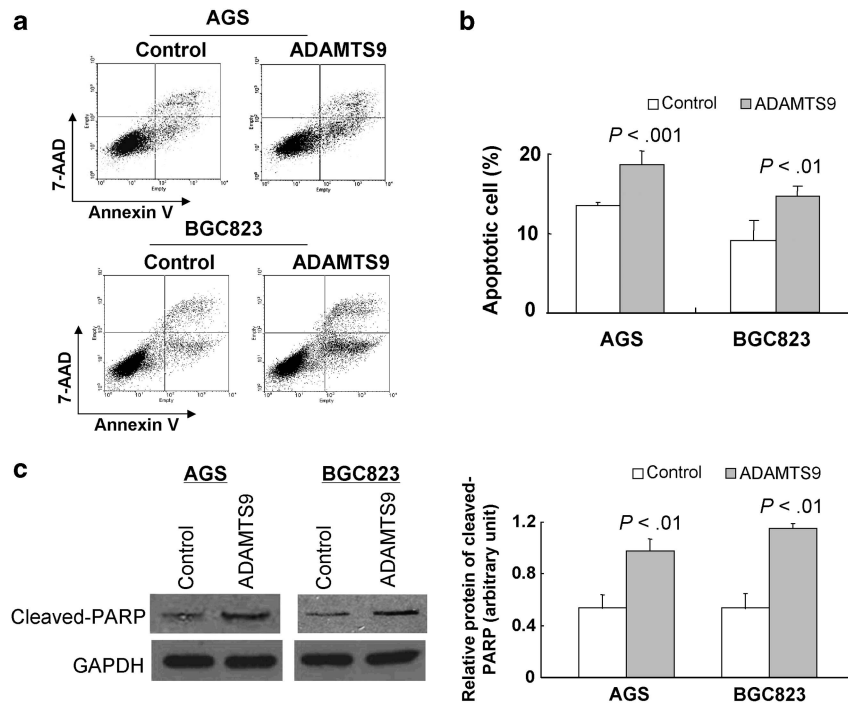 a
AGS
Control ADAMTS9
7-AAD
Annexin V
BGC823
Control ADAMTS9
7-AAD
Annexin V
b
Control ADAMTS9
Apoptotic cell (%)
20
10
0
P < .001
P < .01
AGS BGC823
c
AGS BGC823
Control ADAMTS9 Control ADAMTS9
Cleaved-PARP
GAPDH
Control ADAMTS9
Relative protein of cleaved-
PARP (arbitrary unit)
1.2
0.8
0.4
0
P < .01
P < .01
AGS BGC823